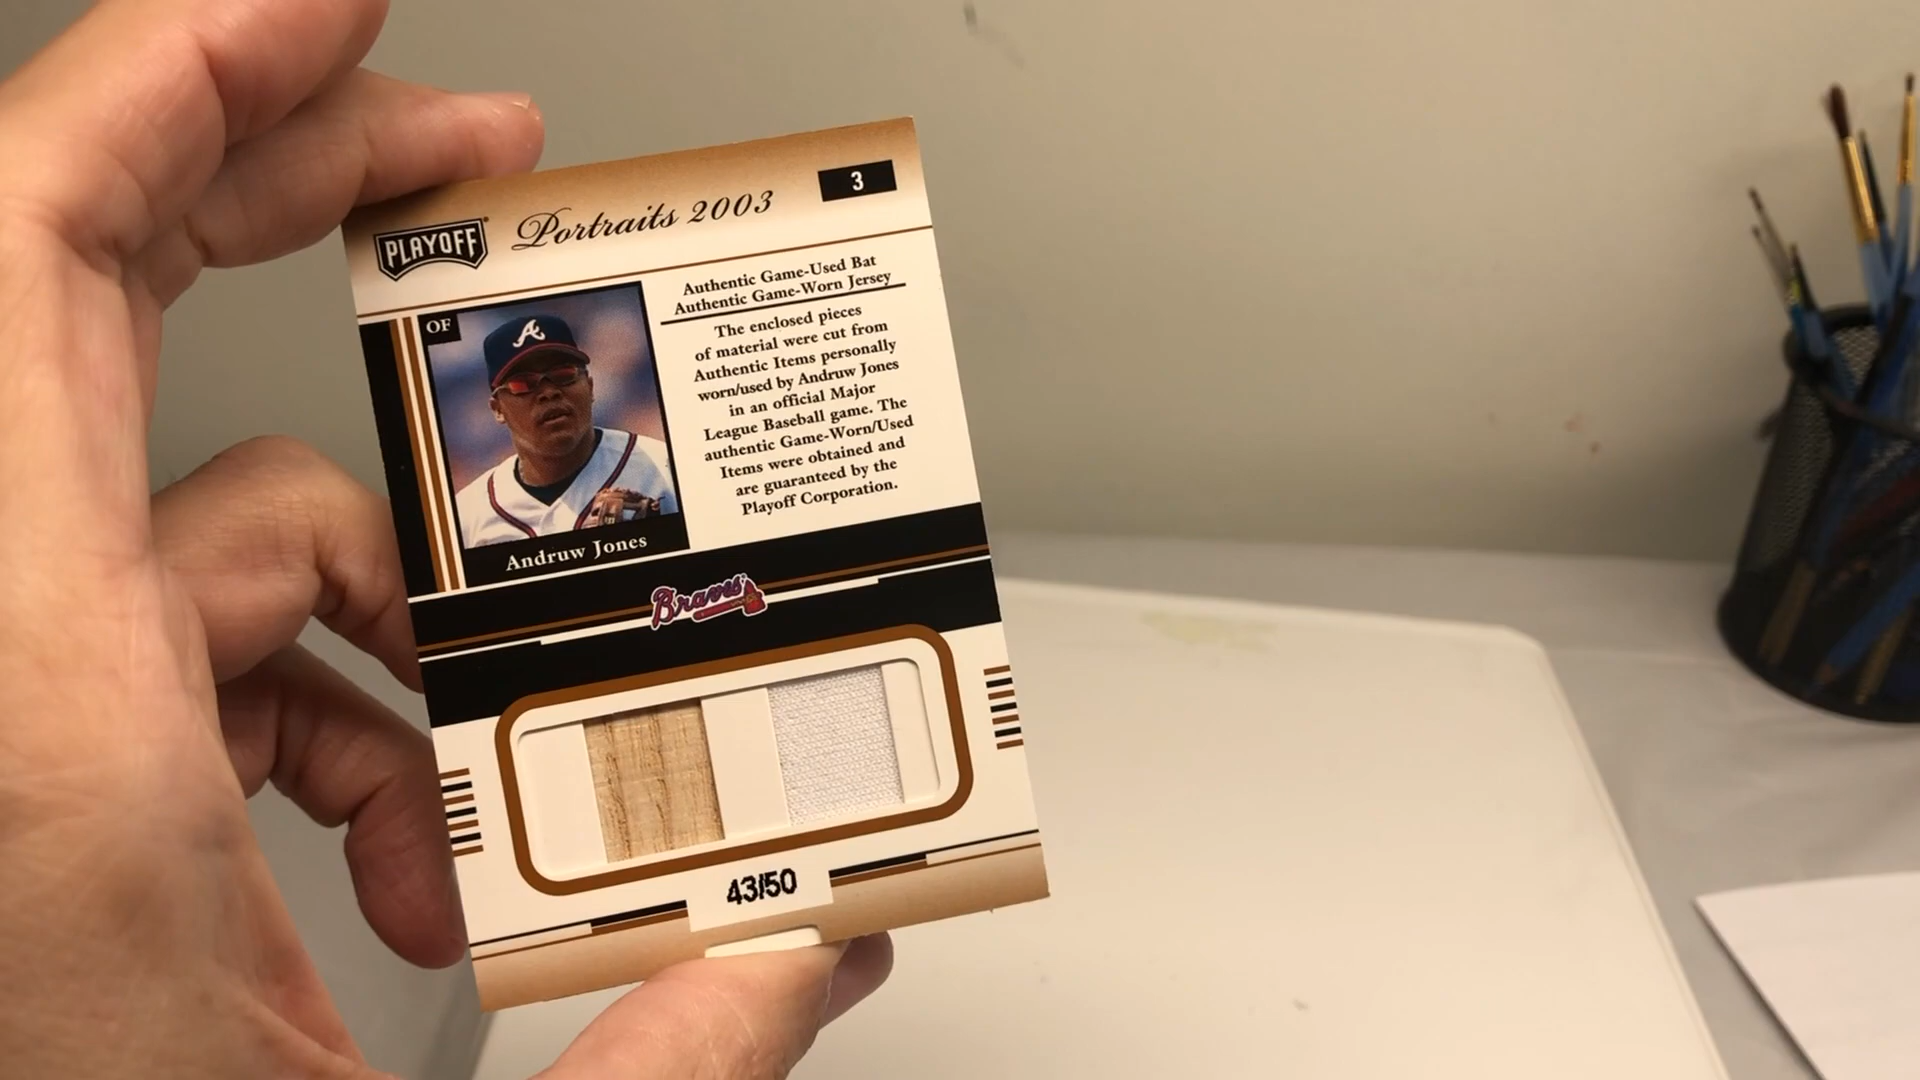 PLAYOFF
Portraits 2003
3
Authentic Game-Used Bat
Authentic Game-Worn Jersey
OF
A
The enclosed pieces
of material were cut from
Authentic Items personally
worn/used by Andruw Jones
in an official Major
League Baseball game. The
authentic Game-Worn/Used
Items were obtained and
are guaranteed by the
Playoff Corporation.
Andruw Jones
Braves
43/50